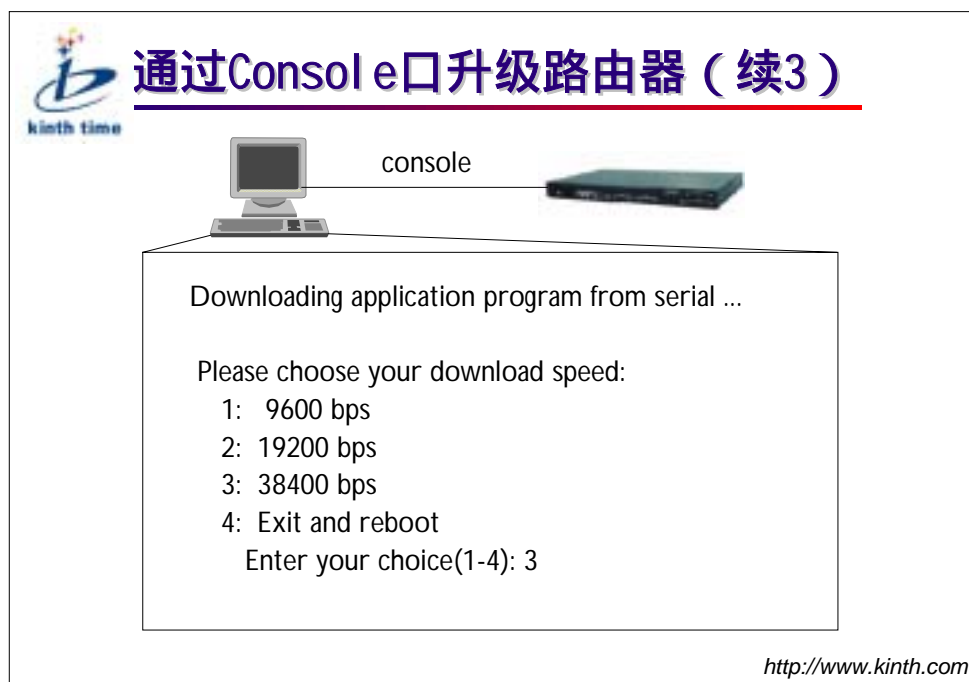 通过Console口升级路由器（续3）
kinth time
console
Downloading application program from serial ...
Please choose your download speed:
1: 9600 bps
2: 19200 bps
3: 38400 bps
4: Exit and reboot
Enter your choice(1-4): 3
http://www.kinth.com